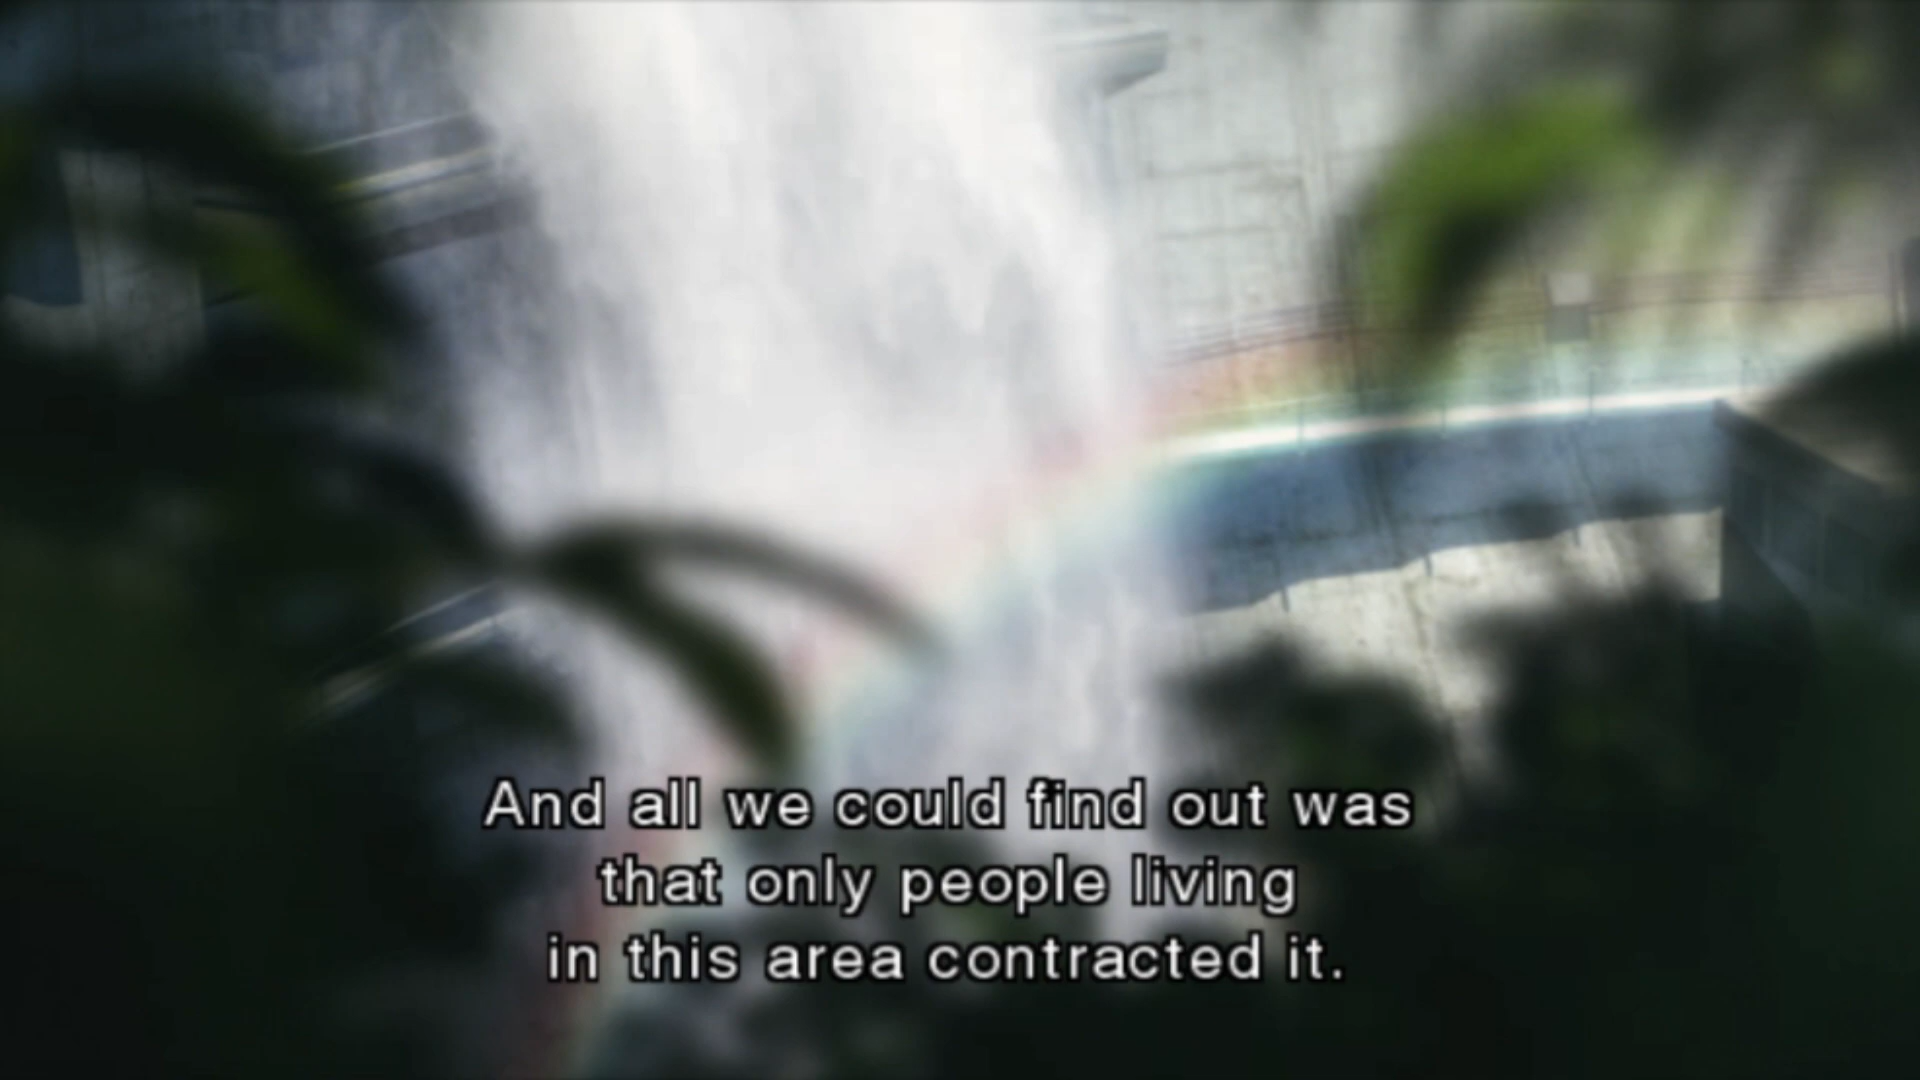 And all we could find out was
that only people living
in this area contracted it.